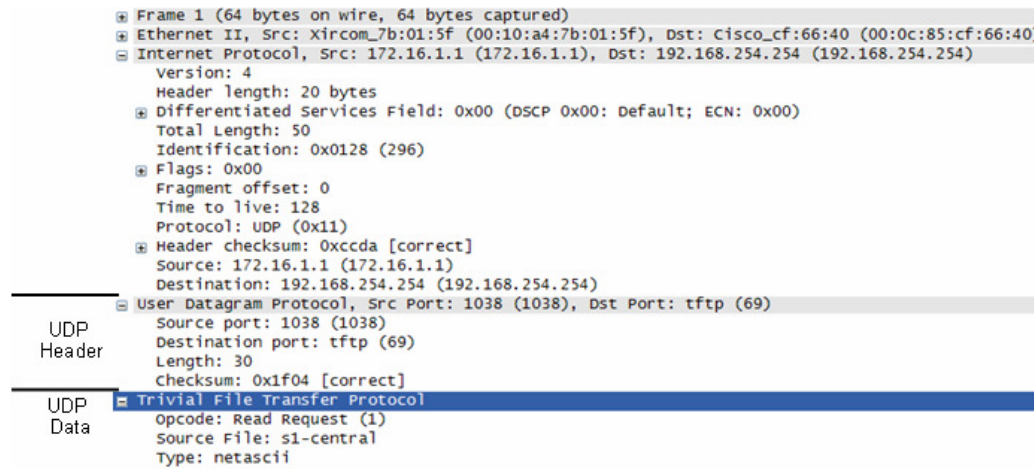 Frame 1 (64 bytes on wire, 64 bytes captured)
Ethernet II, Src: Xircom_7b:01:5f (00:10:a4:7b:01:5f), Dst: Cisco_cf:66:40 (00:0c:85:cf:66:40)
Internet Protocol, Src: 172.16.1.1 (172.16.1.1), Dst: 192.168.254.254 (192.168.254.254)
Version: 4
Header length: 20 bytes
Differentiated Services Field: 0x00 (DSCP 0x00: Default; ECN: 0x00)
Total Length: 50
Identification: 0x0128 (296)
Flags: 0x00
Fragment offset: 0
Time to live: 128
Protocol: UDP (0x11)
Header checksum: 0xccda [correct]
Source: 172.16.1.1 (172.16.1.1)
Destination: 192.168.254.254 (192.168.254.254)
UDP
Header
User Datagram Protocol, Src Port: 1038 (1038), Dst Port: tftp (69)
Source port: 1038 (1038)
Destination port: tftp (69)
Length: 30
Checksum: 0x1f04 [correct]
UDP
Data
Trivial File Transfer Protocol
Opcode: Read Request (1)
Source File: s1-central
Type: netascii